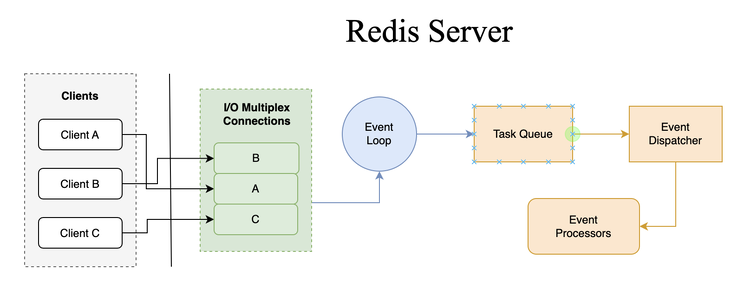 Redis Server
Clients
Client A
Client B
Client C
I/O Multiplex
Connections
B
A
C
Event
Loop
Task Queue
Event
Dispatcher
Event
Processors